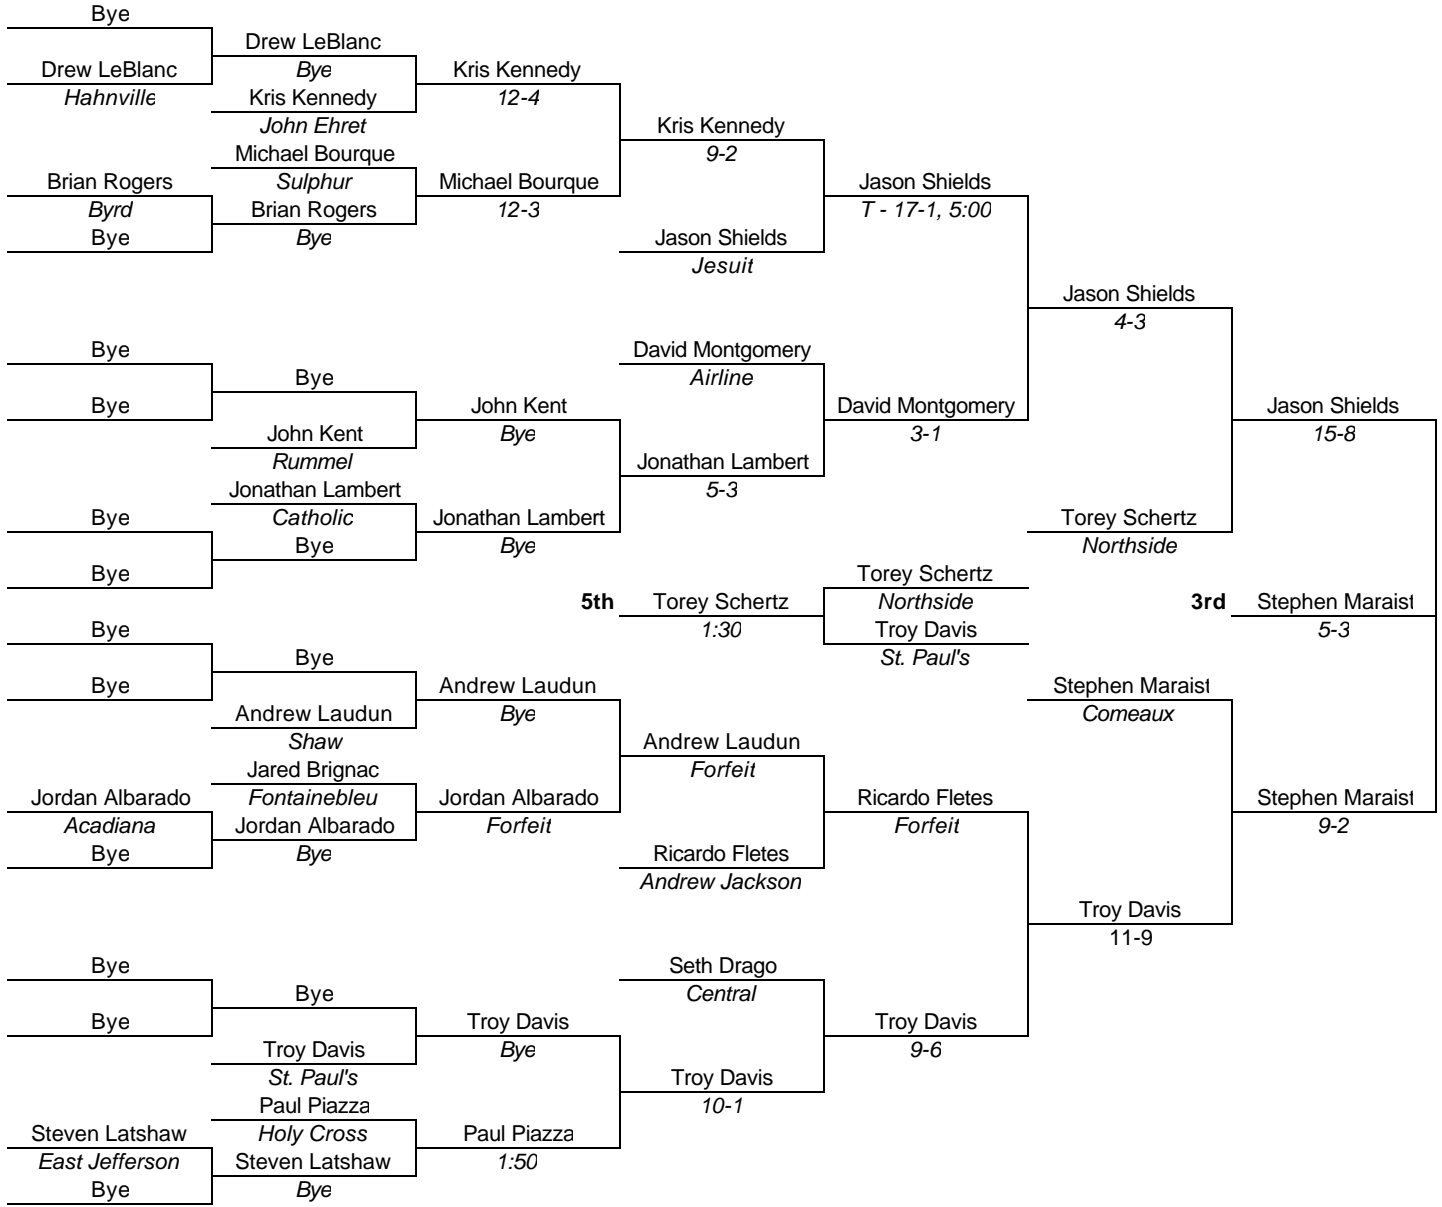 Bye
Drew LeBlanc
Drew LeBlanc
Bye
Kris Kennedy
Hahnville
Kris Kennedy
12-4
John Ehret
Kris Kennedy
Michael Bourque
9-2
Brian Rogers
Sulphur
Michael Bourque
Jason Shields
Byrd
Brian Rogers
12-3
T - 17-1, 5:00
Bye
Bye
Jason Shields
Jesuit
Jason Shields
4-3
Bye
David Montgomery
Bye
Airline
Bye
John Kent
David Montgomery
Jason Shields
John Kent
Bye
3-1
15-8
Rummel
Jonathan Lambert
Jonathan Lambert
5-3
Bye
Catholic
Jonathan Lambert
Torey Schertz
Bye
Bye
Northside
Bye
Torey Schertz
5th
Torey Schertz
Northside
3rd
Stephen Maraist
Bye
1:30
Troy Davis
5-3
Bye
St. Paul's
Bye
Andrew Laudun
Stephen Maraist
Andrew Laudun
Bye
Comeaux
Shaw
Andrew Laudun
Jared Brignac
Forfeit
Jordan Albarado
Fontainebleu
Jordan Albarado
Ricardo Fletes
Stephen Maraist
Acadiana
Jordan Albarado
Forfeit
Forfeit
9-2
Bye
Bye
Ricardo Fletes
Andrew Jackson
Troy Davis
11-9
Bye
Seth Drago
Bye
Central
Bye
Troy Davis
Troy Davis
Troy Davis
Bye
9-6
St. Paul's
Troy Davis
Paul Piazza
10-1
Steven Latshaw
Holy Cross
Paul Piazza
East Jefferson
Steven Latshaw
1:50
Bye
Bye